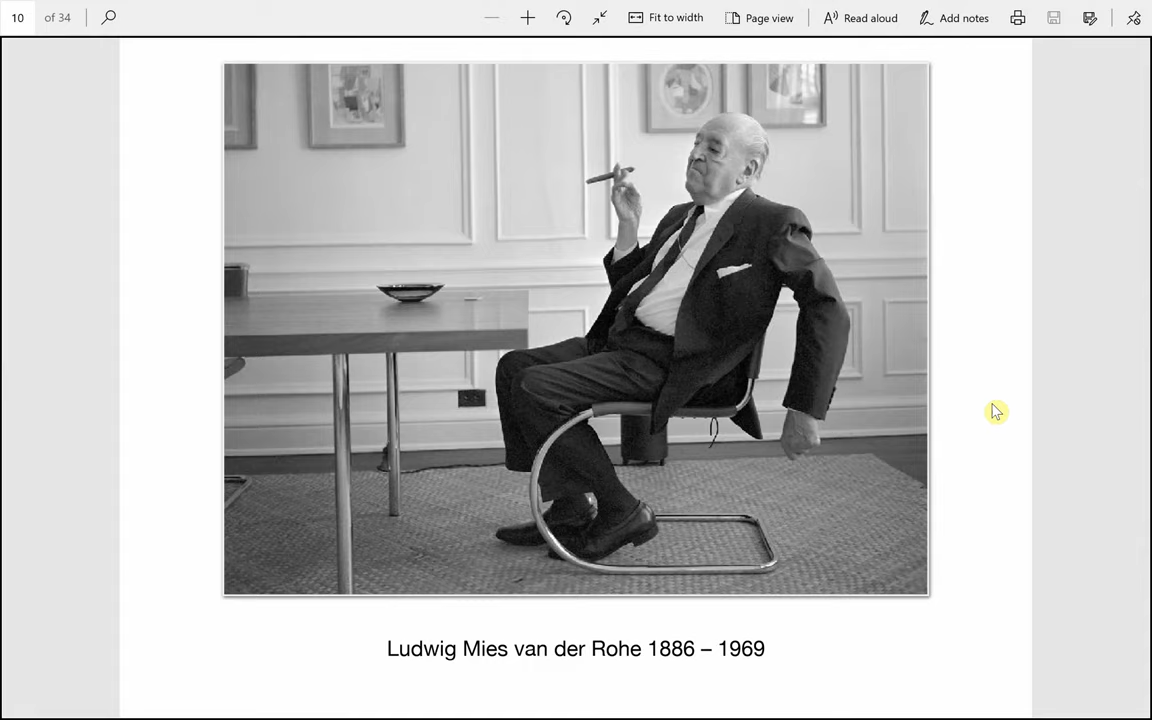 10 of 34 Fit to width Page view Read aloud Add notes
Ludwig Mies van der Rohe 1886 – 1969